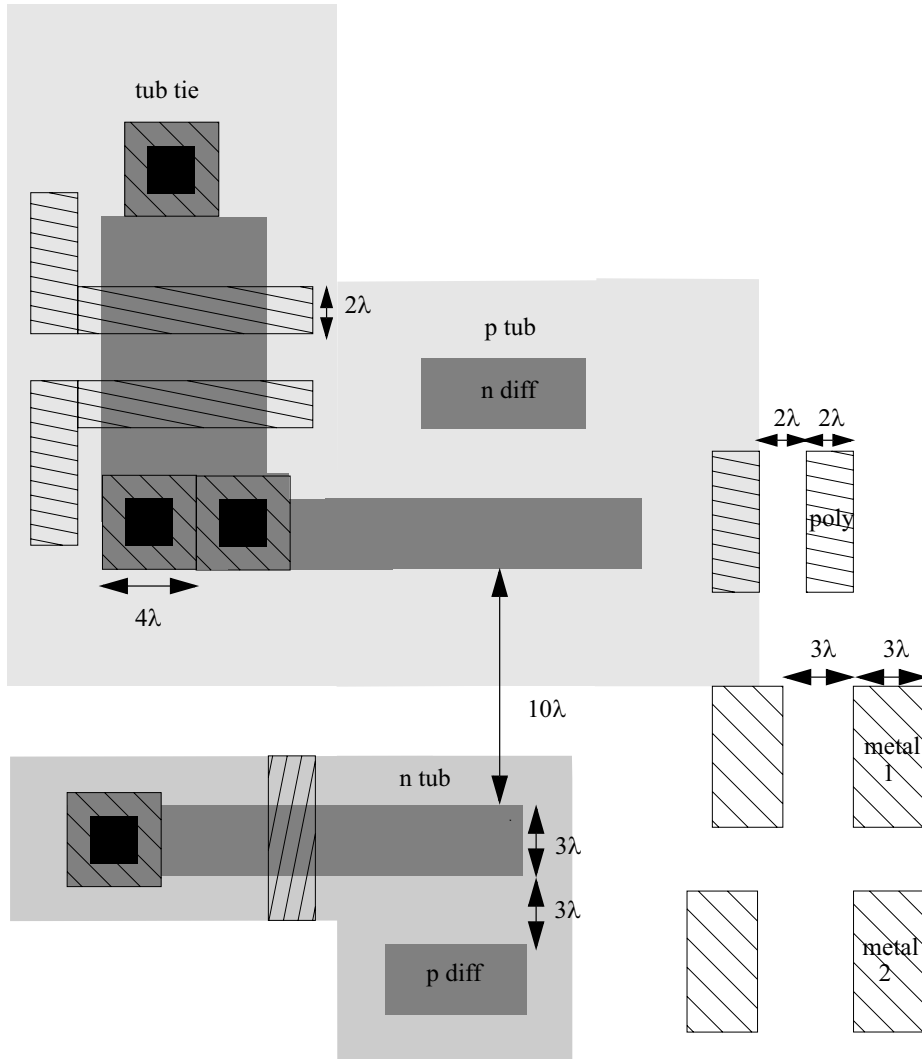 tub tie
2λ
p tub
n diff
2λ 2λ
poly
4λ
3λ 3λ
10λ
metal
1
n tub
3λ
3λ
metal
2
p diff